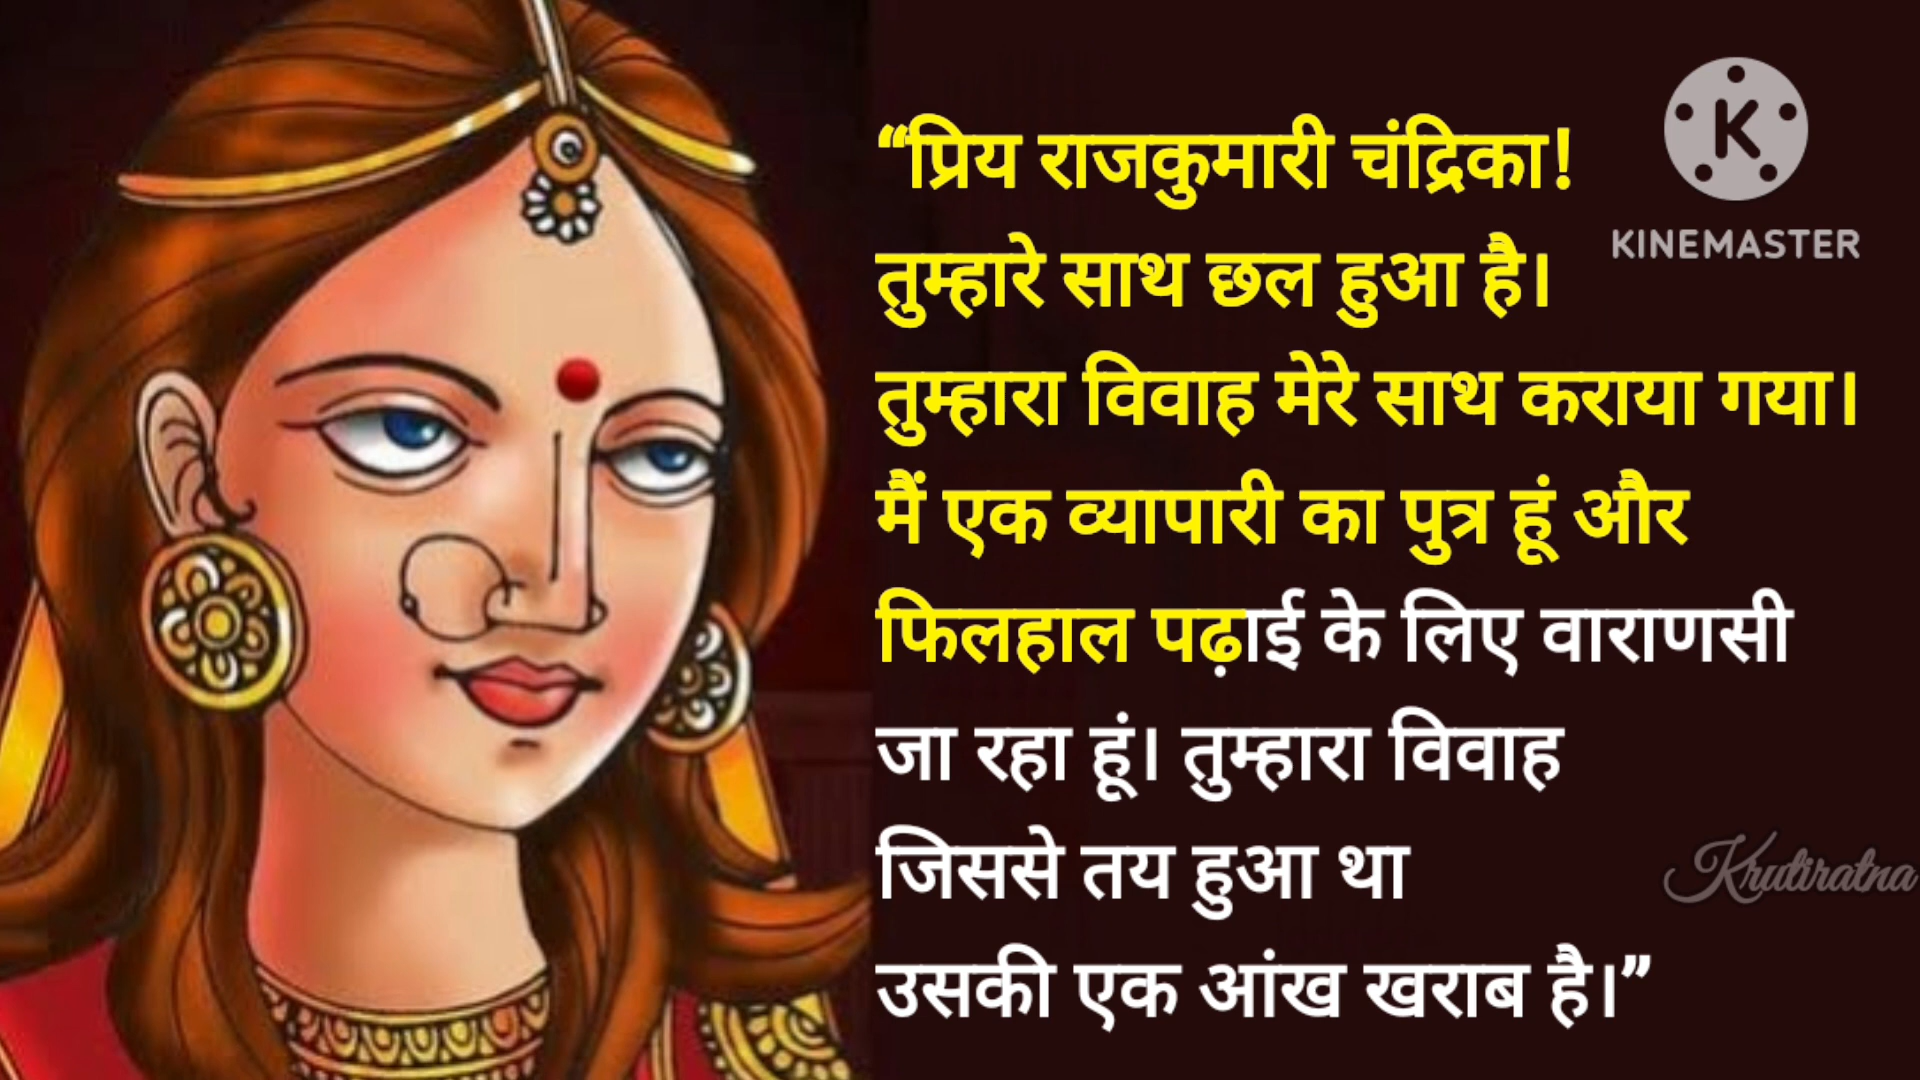 “प्रिय राजकुमारी चंद्रिका!
तुम्हारे साथ छल हुआ है।
तुम्हारा विवाह मेरे साथ कराया गया।
मैं एक व्यापारी का पुत्र हूं और
फिलहाल पढ़ाई के लिए वाराणसी
जा रहा हूं। तुम्हारा विवाह
जिससे तय हुआ था
उसकी एक आंख खराब है।”
K
KINEMASTER
Krutiratna